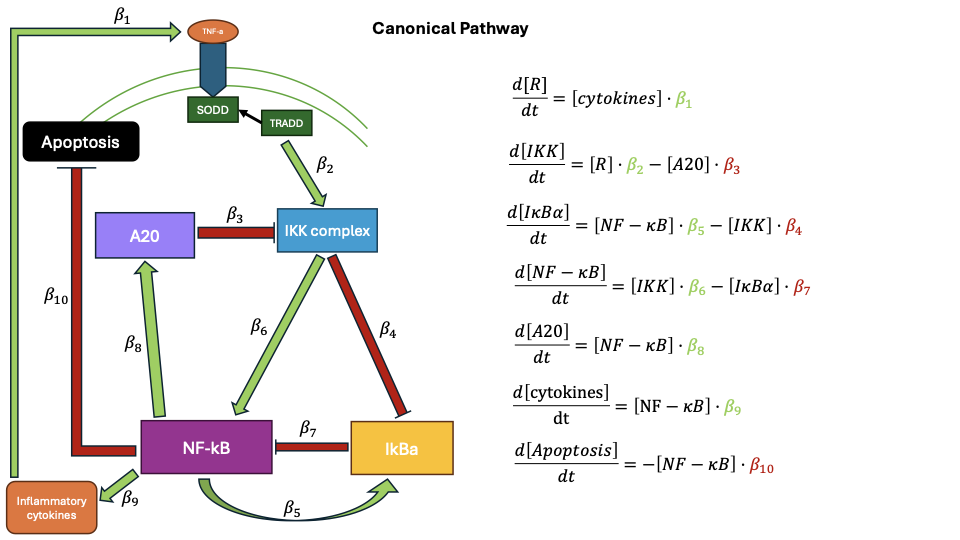 Canonical Pathway
β₁
TNF-a
SODD
TRADD
Apoptosis
β₂
A20
β₃
IKK complex
β₁₀
β₈
β₆
β₄
NF-kB
β₇
IkBa
Inflammatory
cytokines
β₉
β₅
d[R]/dt = [cytokines] · β₁
d[IKK]/dt = [R] · β₂ − [A20] · β₃
d[IκBα]/dt = [NF − κB] · β₅ − [IKK] · β₄
d[NF − κB]/dt = [IKK] · β₆ − [IκBα] · β₇
d[A20]/dt = [NF − κB] · β₈
d[cytokines]/dt = [NF − κB] · β₉
d[Apoptosis]/dt = −[NF − κB] · β₁₀